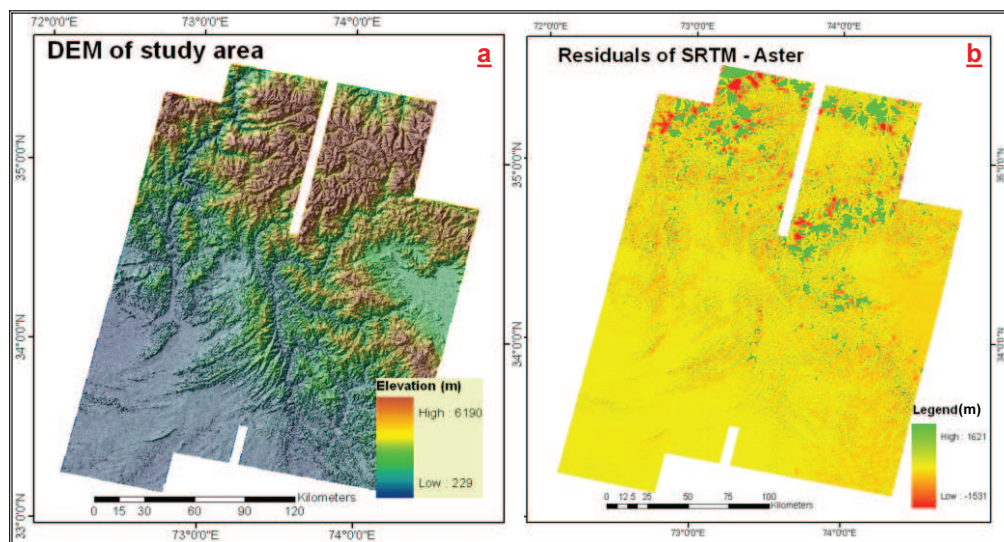 72°0'0"E 73°0'0"E 74°0'0"E
DEM of study area a
35°0'0"N
34°0'0"N
33°0'0"N
Elevation (m)
High : 6190
Low : 229
Kilometers
0 15 30 60 90 120
73°0'0"E 74°0'0"E
73°0'0"E 74°0'0"E
Residuals of SRTM - Aster b
35°0'0"N
34°0'0"N
Legend(m)
High : 1621
Low : -1531
Kilometers
0 12.5 25 50 75 100
73°0'0"E 74°0'0"E